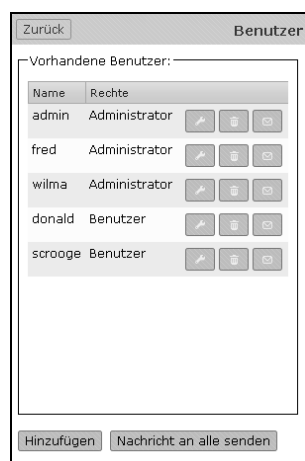 Zurück Benutzer
Vorhandene Benutzer:
Name Rechte
admin Administrator
fred Administrator
wilma Administrator
donald Benutzer
scrooge Benutzer
Hinzufügen Nachricht an alle senden